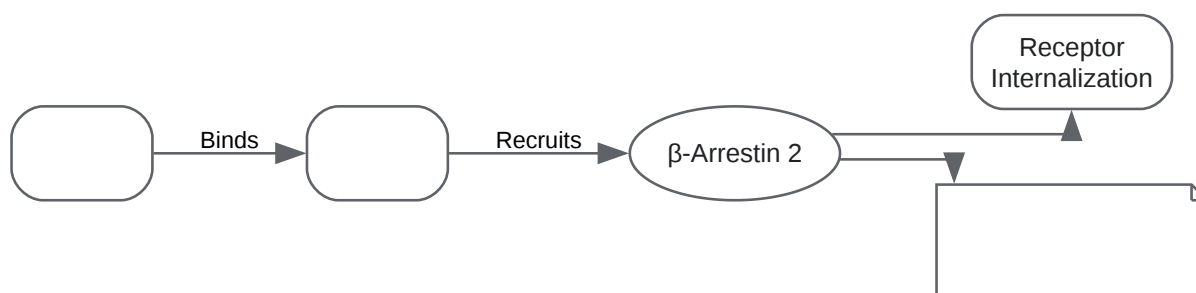 Receptor
Internalization
Binds
Recruits
β-Arrestin 2